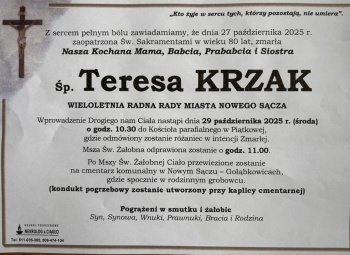 „Kto żyje w sercu tych, którzy pozostają, nie umiera".
Z sercem pełnym bólu zawiadamiamy, że dnia 27 października 2025 r.
zaopatrzona Św. Sakramentami w wieku 80 lat, zmarła
Nasza Kochana Mama, Babcia, Prababcia i Siostra
Śp. Teresa KRZAK
WIELOLETNIA RADNA RADY MIASTA NOWEGO SĄCZA
Wprowadzenie Drogiego nam Ciała nastąpi dnia 29 października 2025 r. (środa)
o godz. 10.30 do Kościoła parafialnego w Piątkowej,
gdzie odmówiony zostanie różaniec w intencji Zmarłej.
Msza Św. Żałobna odprawiona zostanie o godz. 11.00.
Po Mszy Św. Żałobnej Ciało przewiezione zostanie
na cmentarz komunalny w Nowym Sączu – Gołąbkowicach,
gdzie spocznie w rodzinnym grobowcu.
(kondukt pogrzebowy zostanie utworzony przy kaplicy cmentarnej)
Pogrążeni w smutku i żałobie
Syn, Synowa, Wnuki, Prawnuki, Bracia i Rodzina